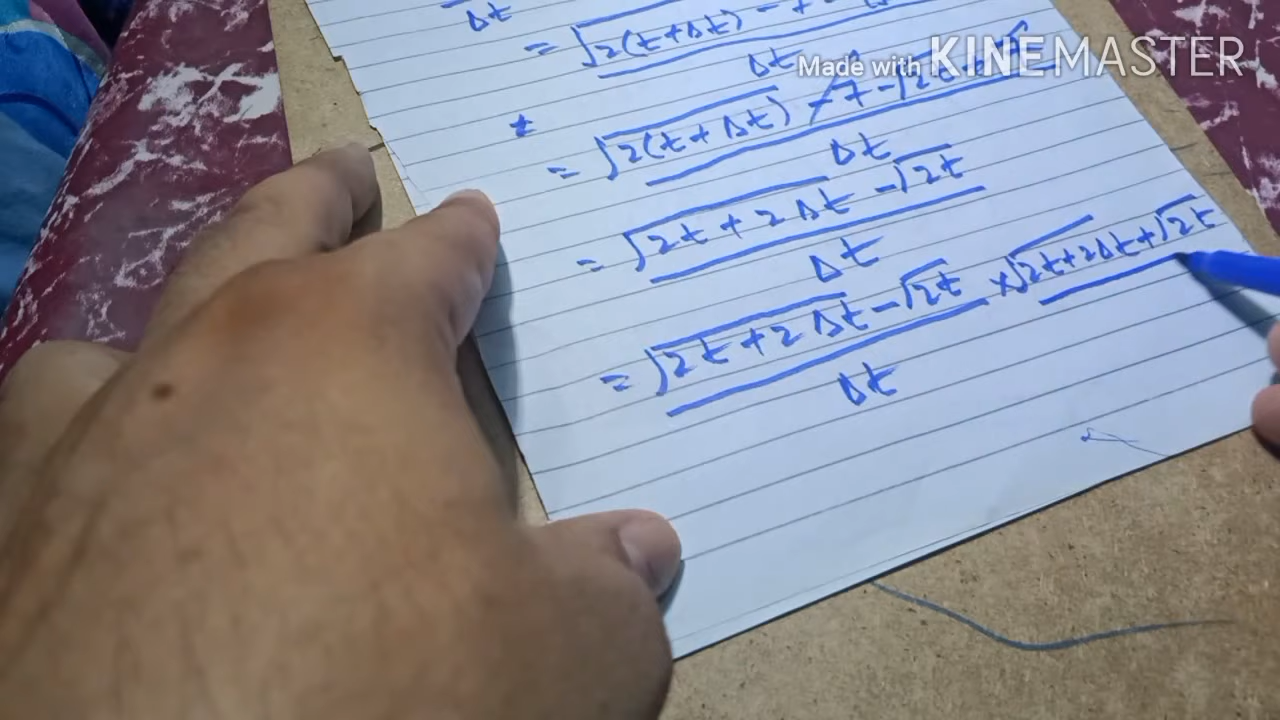 Δt
= √2(t+Δt) - 7 -
Δt
Made with KINEMASTER
= √2(t + Δt) - 7 - √2t - 7
Δt
= √2t + 2Δt - √2t
Δt
= √2t + 2Δt - √2t × √2t+2Δt+√2t
Δt